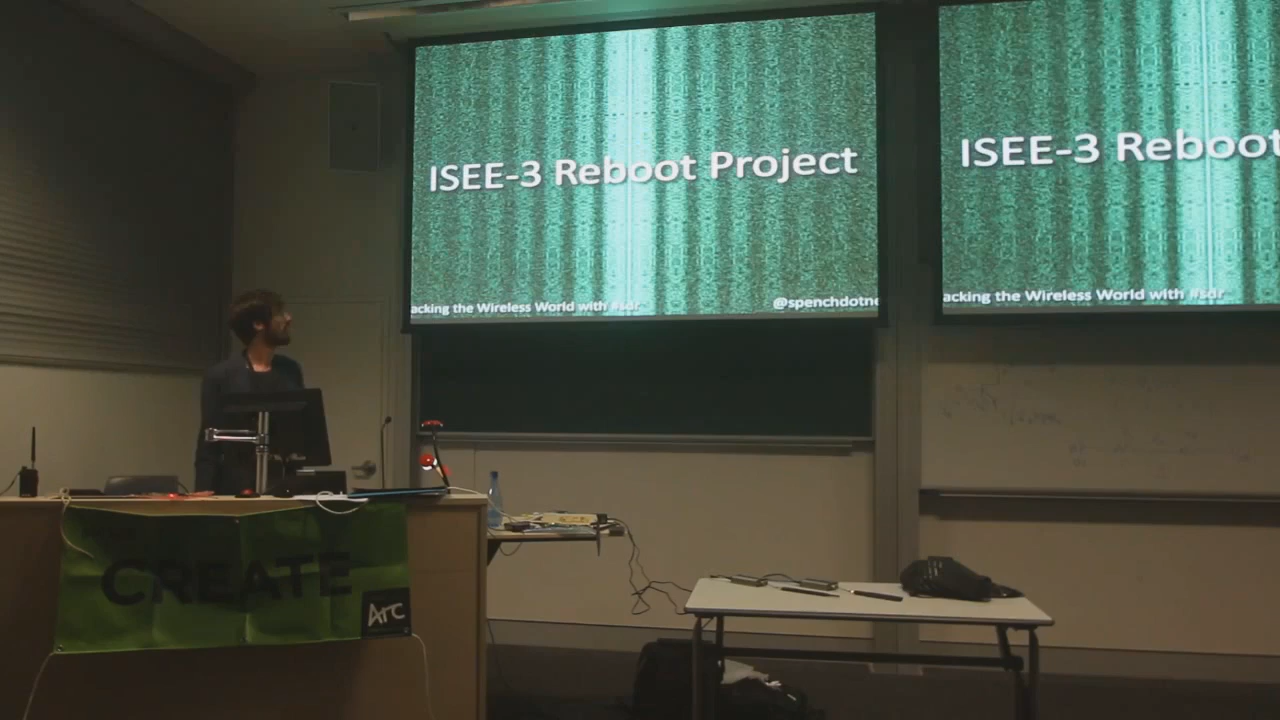 ISEE-3 Reboot Project
acking the Wireless World with #sdr
@spenchdotne
ISEE-3 Reboot
acking the Wireless World with #sdr
CREATE
Arc